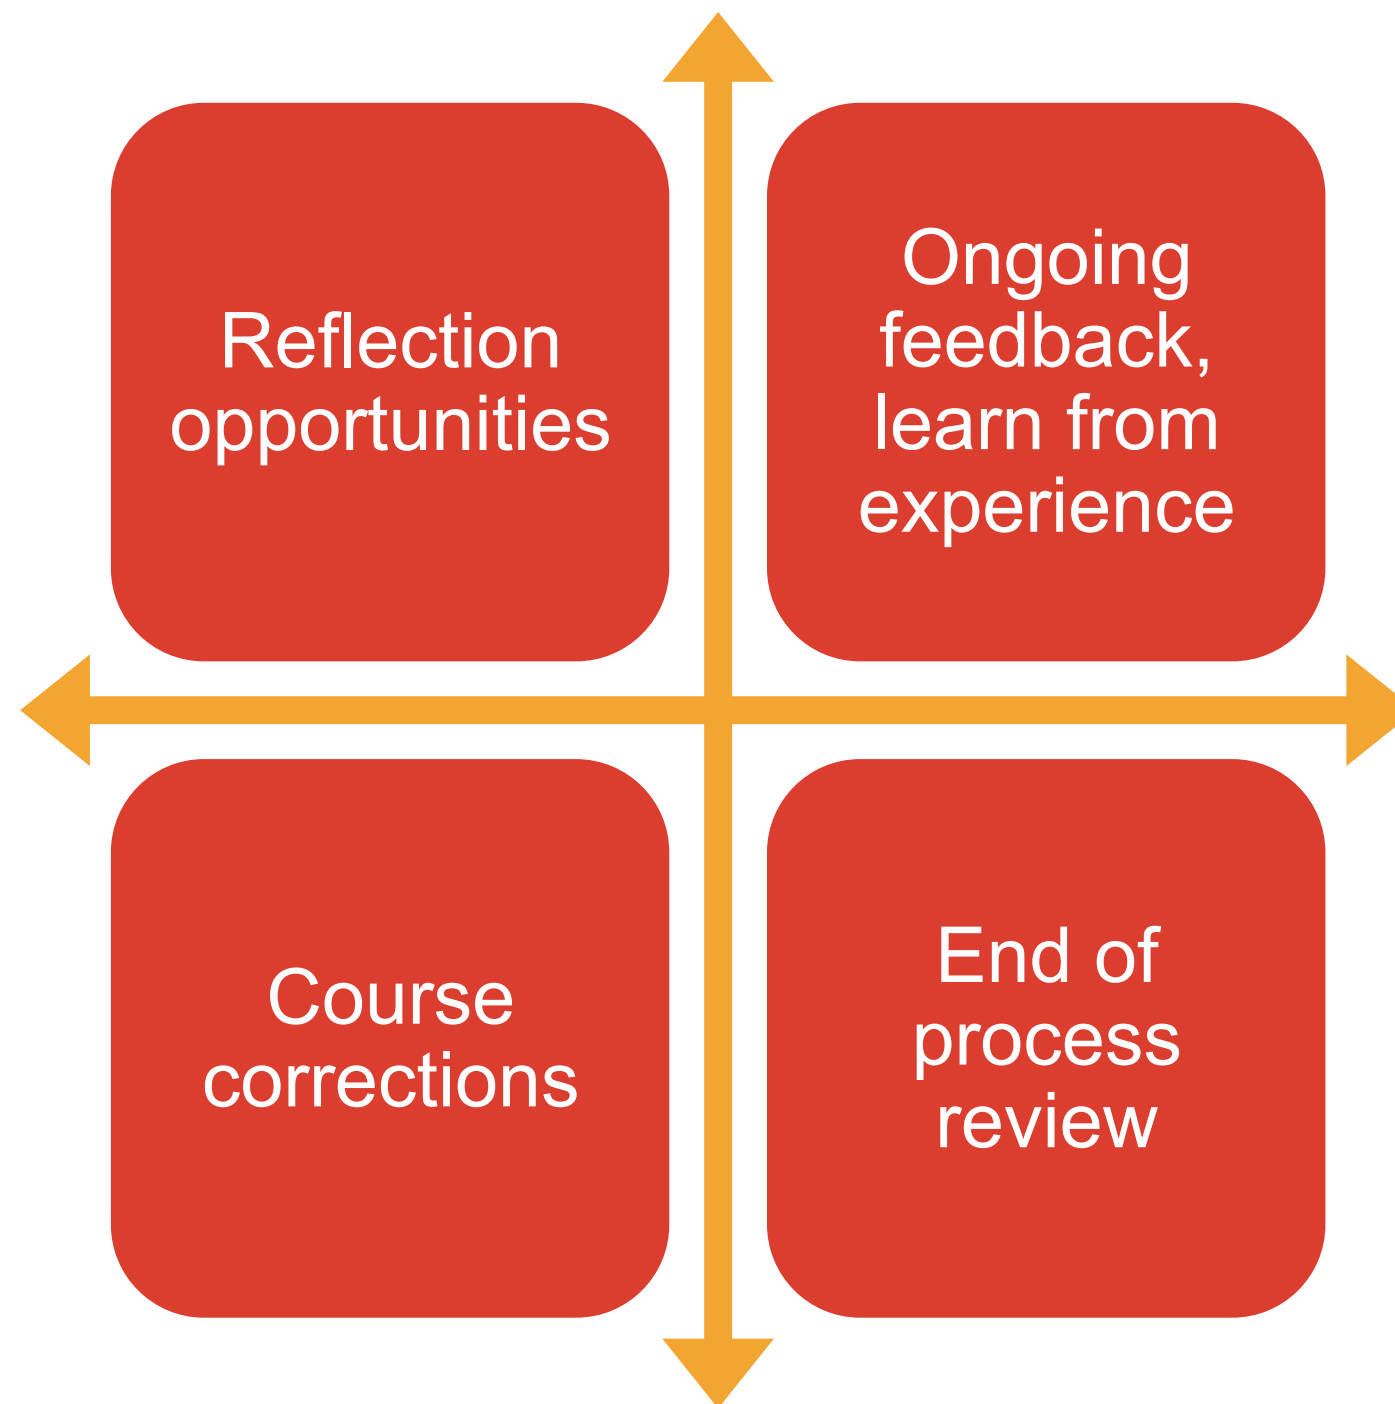 Reflection
opportunities
Ongoing
feedback,
learn from
experience
Course
corrections
End of
process
review